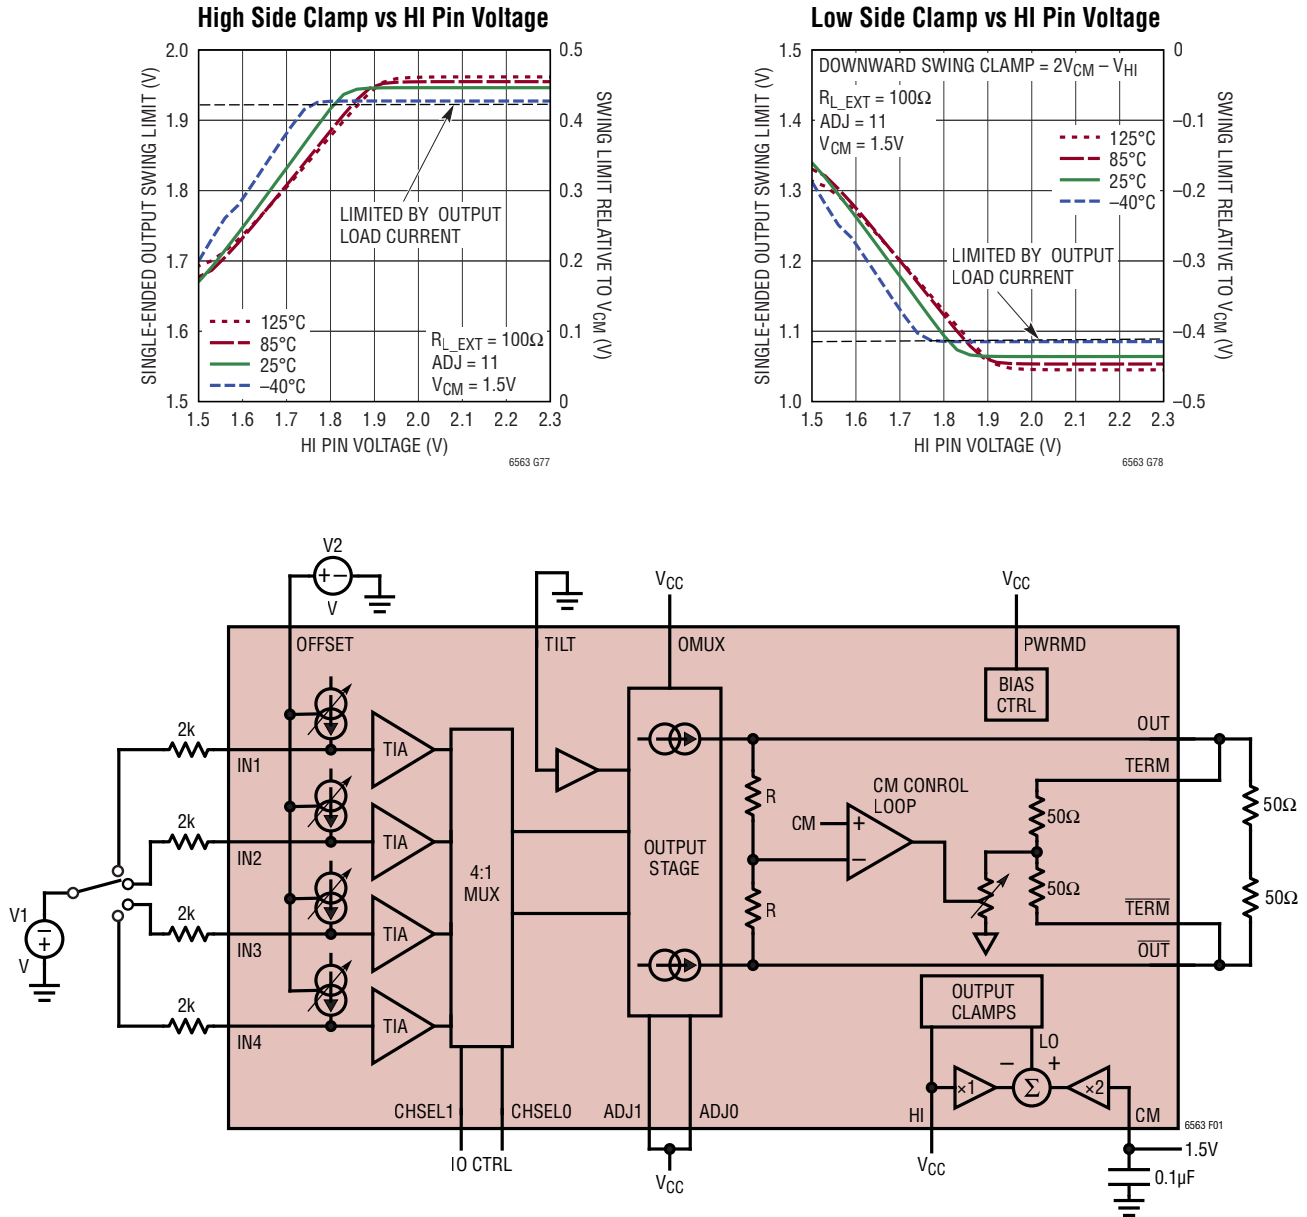 High Side Clamp vs HI Pin Voltage
2.0
1.9
1.8
1.7
1.6
1.5
SINGLE-ENDED OUTPUT SWING LIMIT (V)
0.5
0.4
0.3
0.2
0.1
0
SWING LIMIT RELATIVE TO VCM (V)
LIMITED BY OUTPUT
LOAD CURRENT
125°C
85°C
25°C
–40°C
RL_EXT = 100Ω
ADJ = 11
VCM = 1.5V
1.5 1.6 1.7 1.8 1.9 2.0 2.1 2.2 2.3
HI PIN VOLTAGE (V)
6563 G77
Low Side Clamp vs HI Pin Voltage
1.5
1.4
1.3
1.2
1.1
1.0
SINGLE-ENDED OUTPUT SWING LIMIT (V)
0
–0.1
–0.2
–0.3
–0.4
–0.5
SWING LIMIT RELATIVE TO VCM (V)
DOWNWARD SWING CLAMP = 2VCM – VHI
RL_EXT = 100Ω
ADJ = 11
VCM = 1.5V
125°C
85°C
25°C
–40°C
LIMITED BY OUTPUT
LOAD CURRENT
1.5 1.6 1.7 1.8 1.9 2.0 2.1 2.2 2.3
HI PIN VOLTAGE (V)
6563 G78
V2
+ –
V
VCC
VCC
OFFSET
TILT
OMUX
PWRMD
BIAS
CTRL
2k
IN1
TIA
OUT
TERM
CM CONROL
LOOP
R
50Ω
50Ω
2k
IN2
TIA
CM
+
–
OUTPUT
STAGE
4:1
MUX
R
50Ω
50Ω
V1
–
+
V
2k
IN3
TIA
TERM
OUT
2k
IN4
TIA
OUTPUT
CLAMPS
LO
– +
×1
Σ
×2
CHSEL1
CHSEL0
ADJ1
ADJ0
HI
CM
6563 F01
IO CTRL
VCC
VCC
1.5V
0.1µF